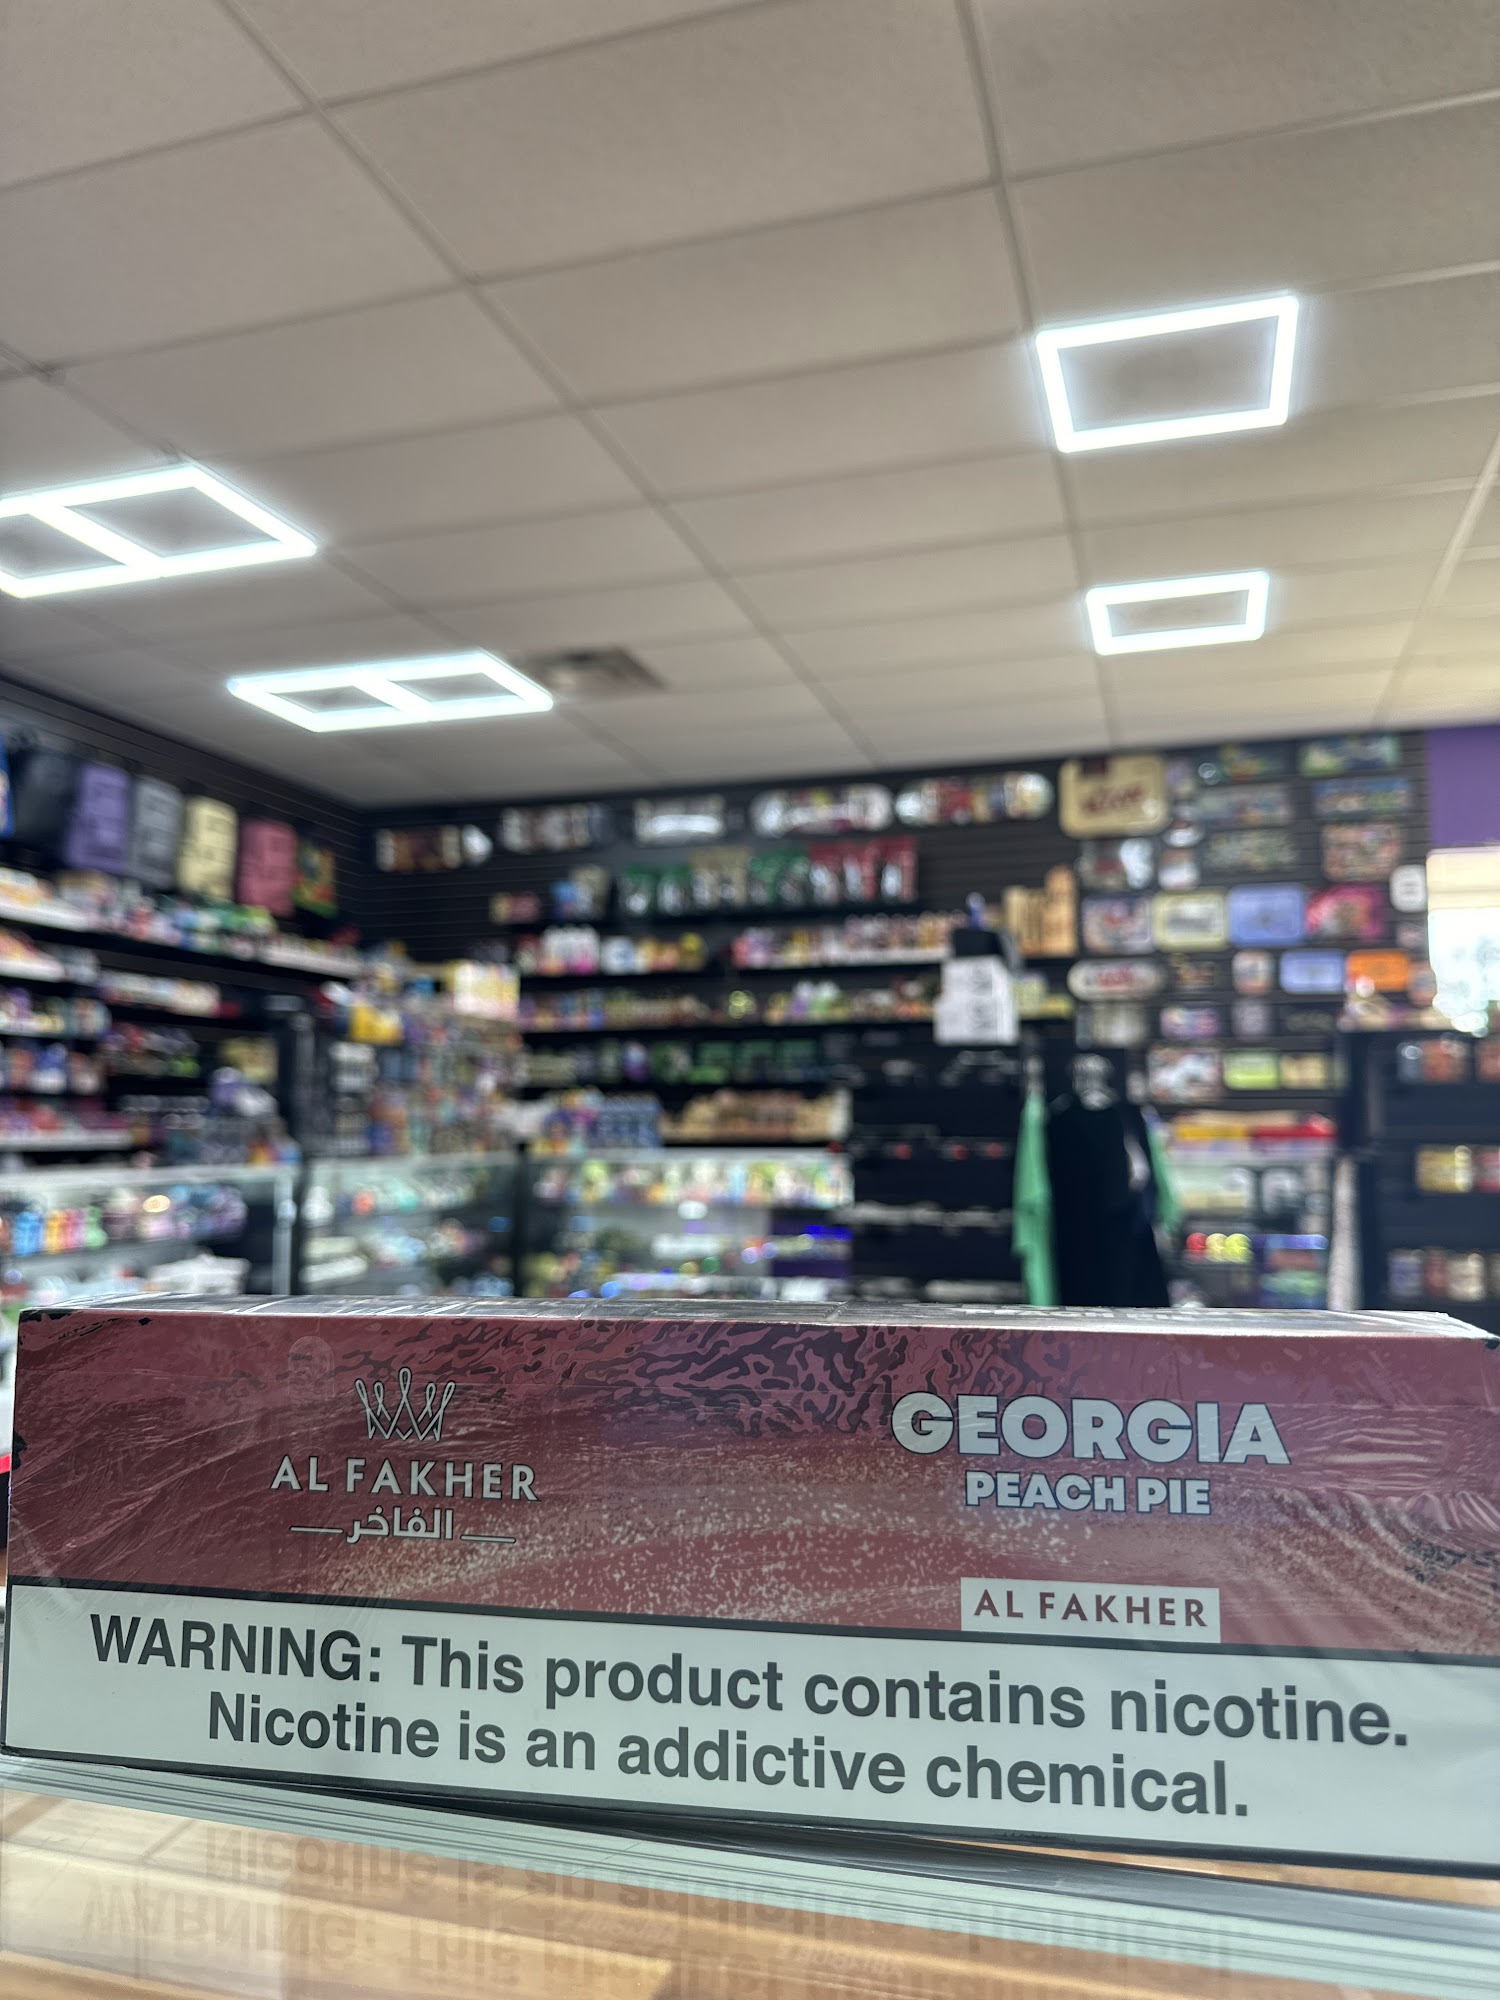 AL FAKHER
الفاخر
GEORGIA
PEACH PIE
AL FAKHER
WARNING: This product contains nicotine.
Nicotine is an addictive chemical.